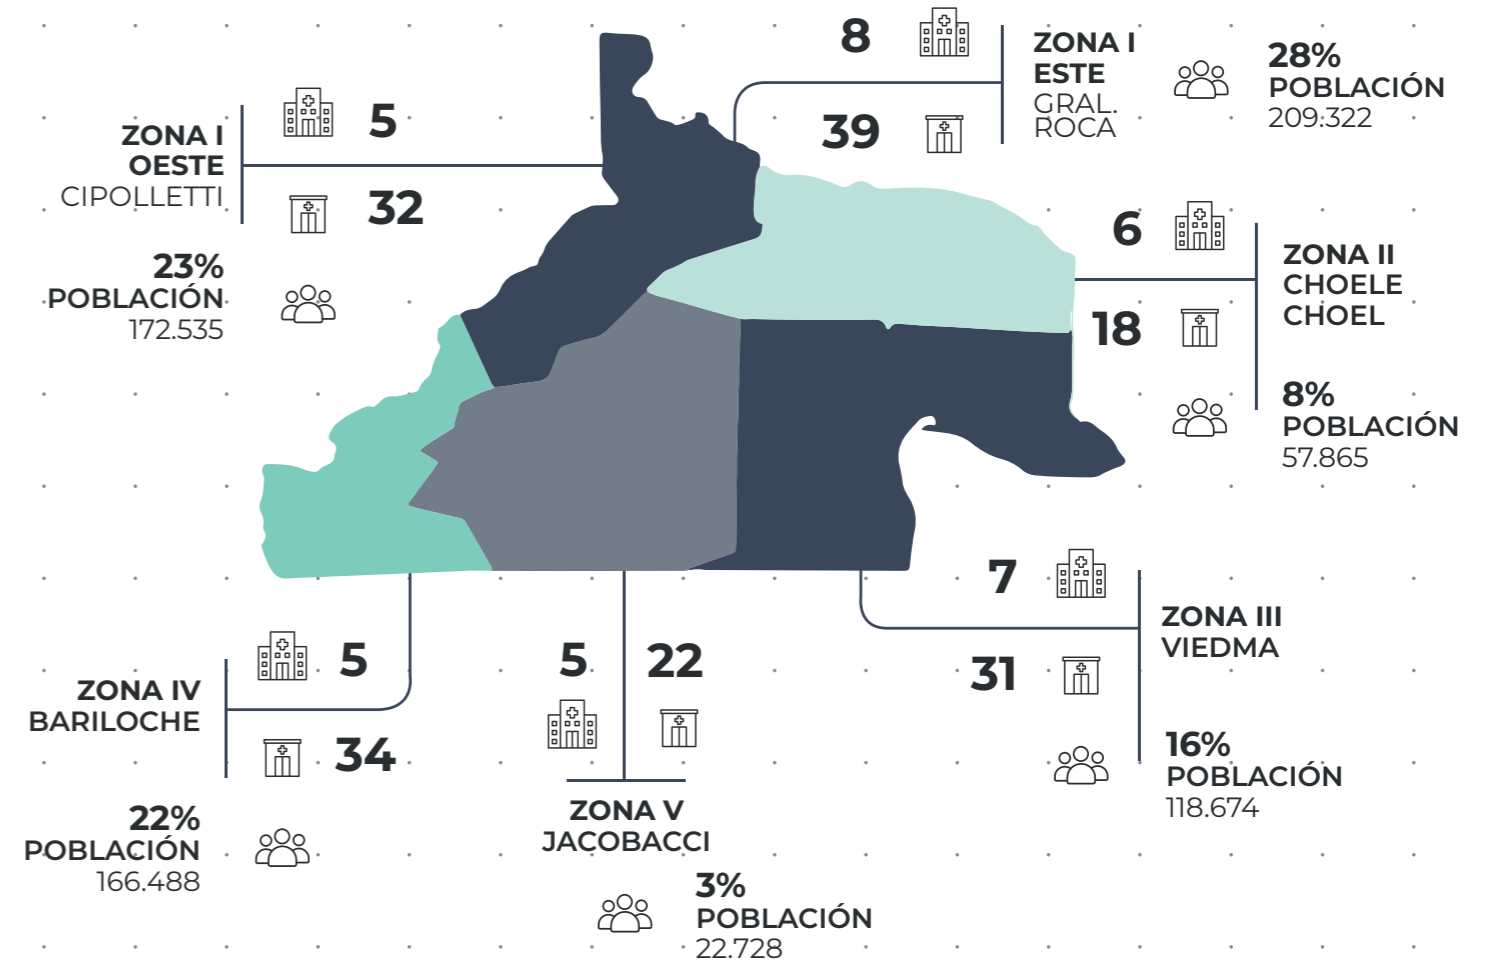 ZONA I
OESTE
CIPOLLETTI
5
32
23%
POBLACIÓN
172.535
8
39
ZONA I
ESTE
GRAL.
ROCA
28%
POBLACIÓN
209.322
6
18
ZONA II
CHOELE
CHOEL
8%
POBLACIÓN
57.865
7
31
ZONA III
VIEDMA
16%
POBLACIÓN
118.674
5
22
ZONA V
JACOBACCI
3%
POBLACIÓN
22.728
ZONA IV
BARILOCHE
5
34
22%
POBLACIÓN
166.488